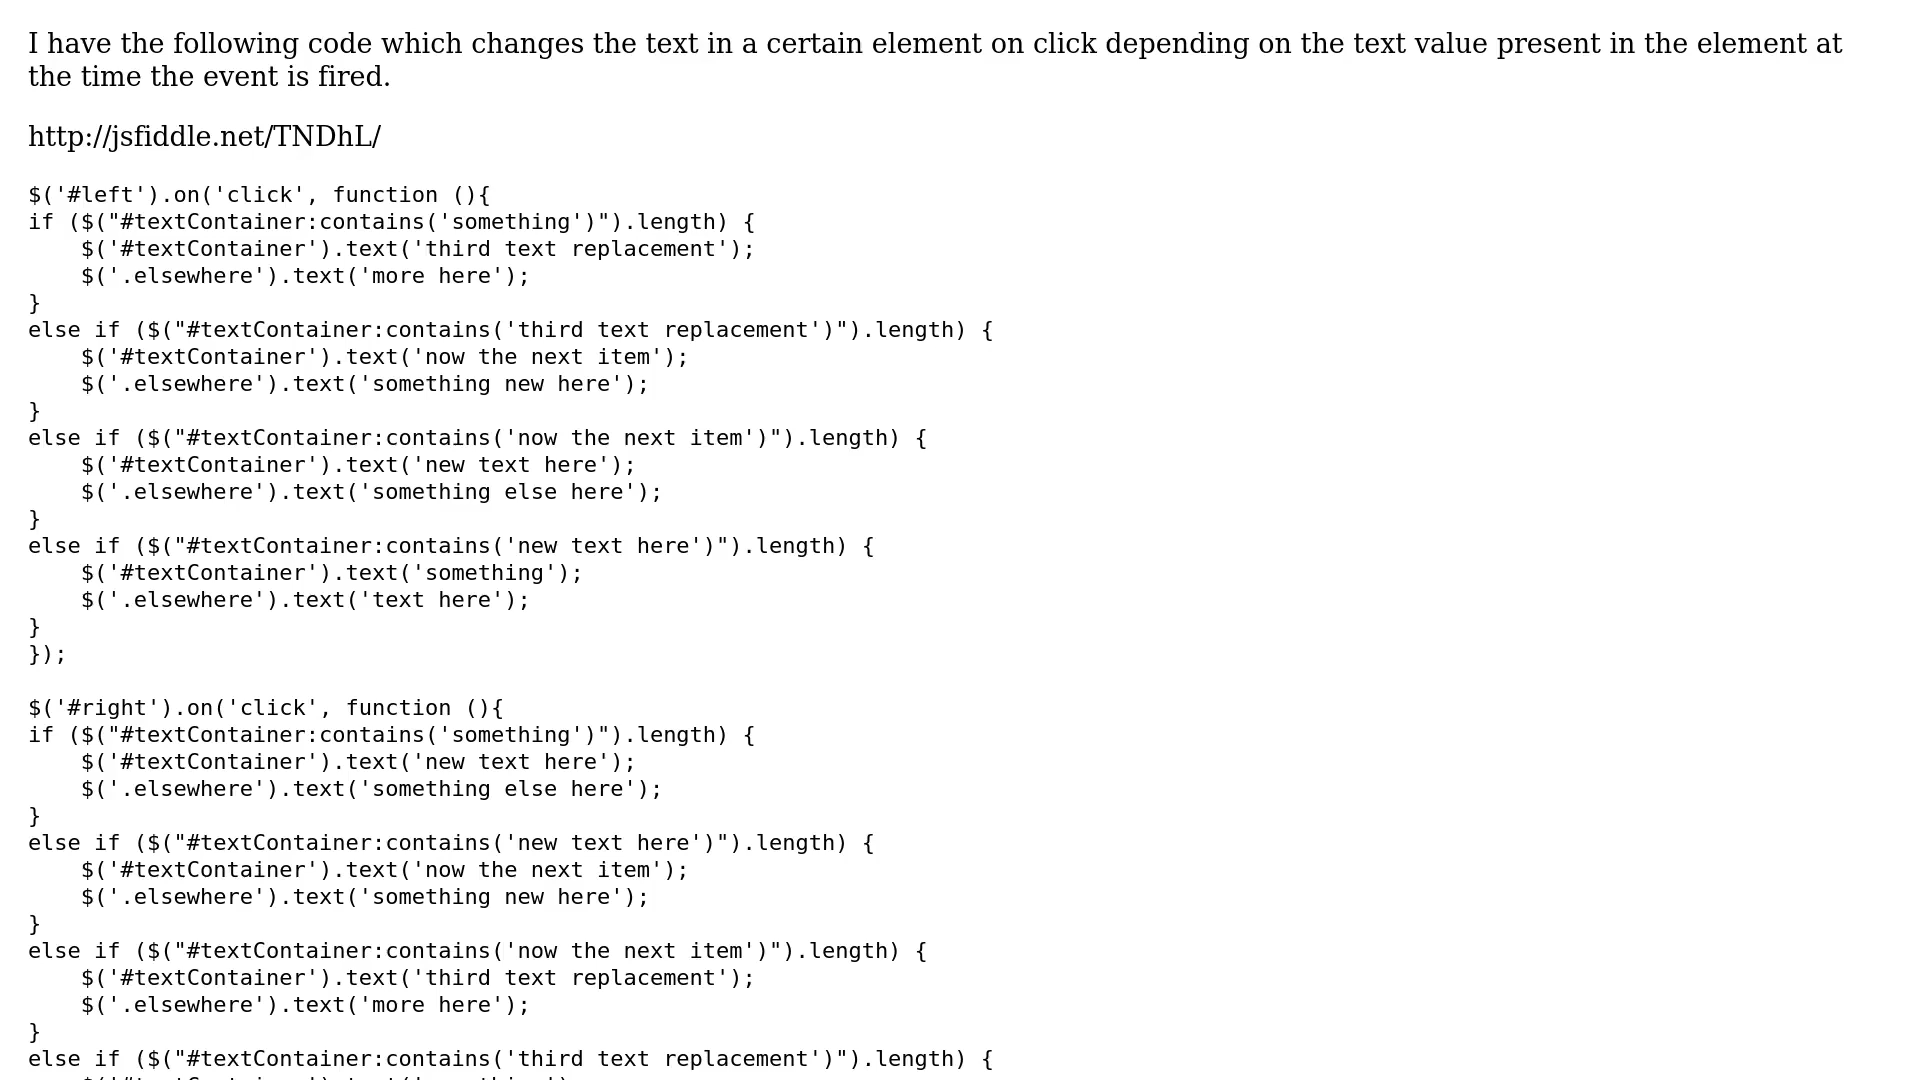 I have the following code which changes the text in a certain element on click depending on the text value present in the element at
the time the event is fired.
http://jsfiddle.net/TNDhL/
$('#left').on('click', function (){
if ($("#textContainer:contains('something')").length) {
    $('#textContainer').text('third text replacement');
    $('.elsewhere').text('more here');
}
else if ($("#textContainer:contains('third text replacement')").length) {
    $('#textContainer').text('now the next item');
    $('.elsewhere').text('something new here');
}
else if ($("#textContainer:contains('now the next item')").length) {
    $('#textContainer').text('new text here');
    $('.elsewhere').text('something else here');
}
else if ($("#textContainer:contains('new text here')").length) {
    $('#textContainer').text('something');
    $('.elsewhere').text('text here');
}
});

$('#right').on('click', function (){
if ($("#textContainer:contains('something')").length) {
    $('#textContainer').text('new text here');
    $('.elsewhere').text('something else here');
}
else if ($("#textContainer:contains('new text here')").length) {
    $('#textContainer').text('now the next item');
    $('.elsewhere').text('something new here');
}
else if ($("#textContainer:contains('now the next item')").length) {
    $('#textContainer').text('third text replacement');
    $('.elsewhere').text('more here');
}
else if ($("#textContainer:contains('third text replacement')").length) {